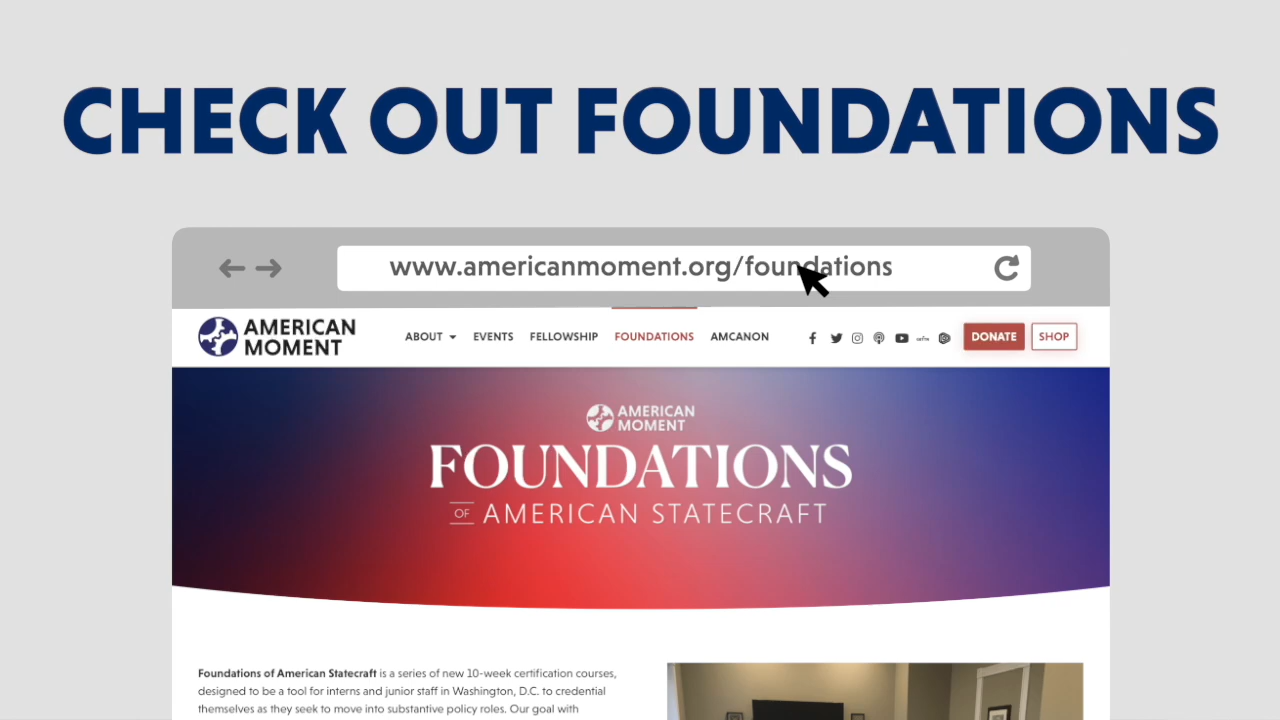 CHECK OUT FOUNDATIONS
www.americanmoment.org/foundations
AMERICAN
MOMENT
ABOUT EVENTS FELLOWSHIP FOUNDATIONS AMCANON DONATE SHOP
AMERICAN
MOMENT
FOUNDATIONS
OF AMERICAN STATECRAFT
Foundations of American Statecraft is a series of new 10-week certification courses,
designed to be a tool for interns and junior staff in Washington, D.C. to credential
themselves as they seek to move into substantive policy roles. Our goal with